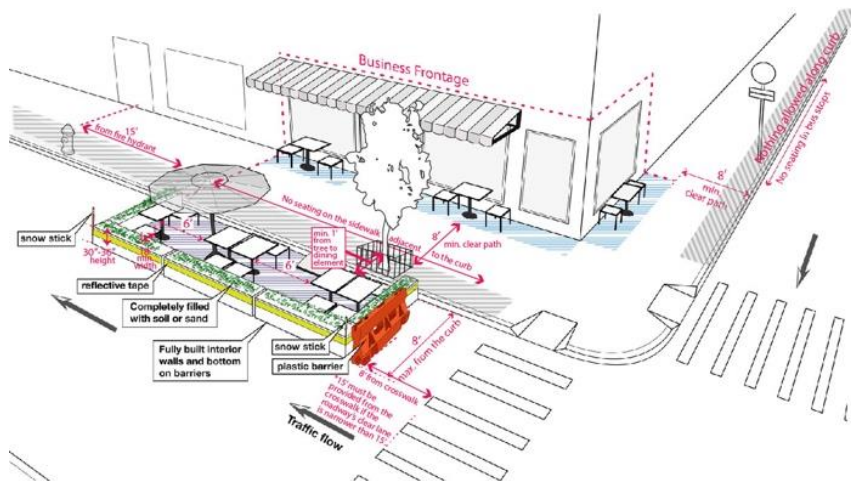 Business Frontage
Nothing allowed along curb
No seating in bus stops
15'
from fire hydrant
8'
min.
clear path
No seating on the sidewalk adjacent to the curb
8'
min. clear path
min. 1'
from
tree to
dining
element
6'
6'
snow stick
30"-36"
height
18"
min.
width
reflective tape
Completely filled
with soil or sand
Fully built interior
walls and bottom
on barriers
snow stick
plastic barrier
8'
max. from the curb
8' from crosswalk
*15' must be
provided from the
crosswalk if the
roadway's clear lane
is narrower than 15'
Traffic flow